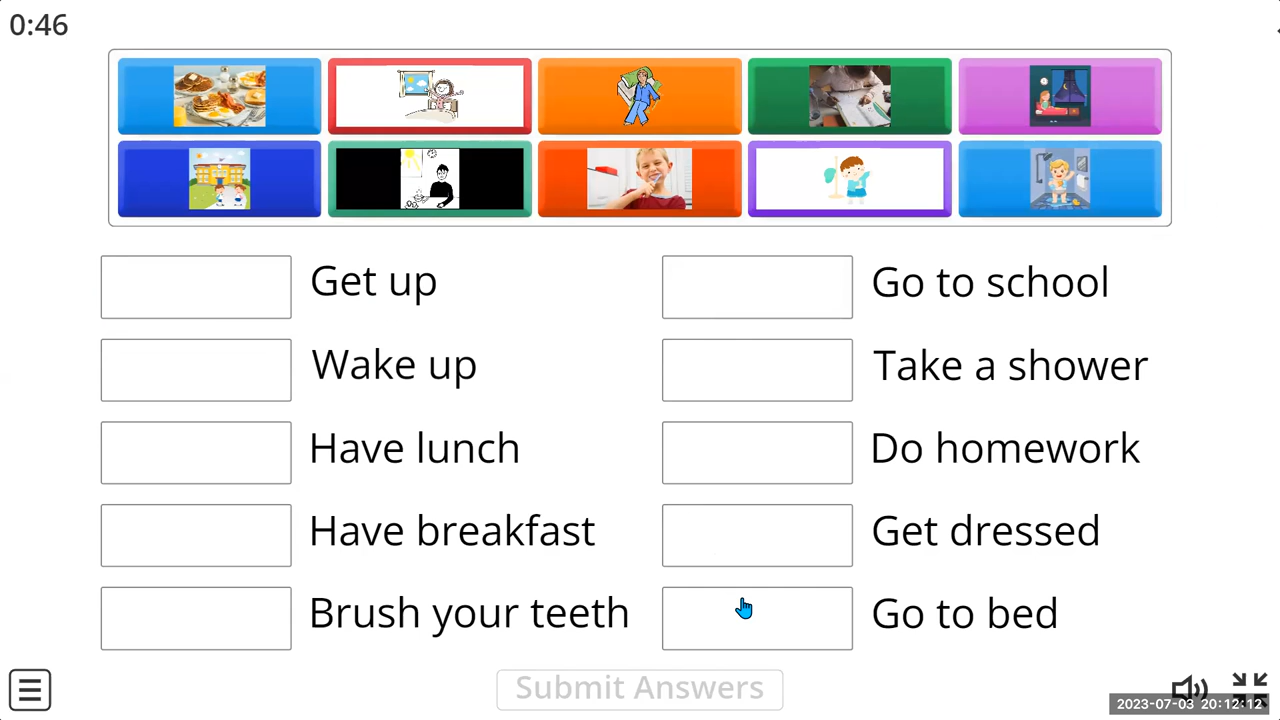 0:46
Get up
Go to school
Wake up
Take a shower
Have lunch
Do homework
Have breakfast
Get dressed
Brush your teeth
Go to bed
Submit Answers
2023-07-03 20:12:12